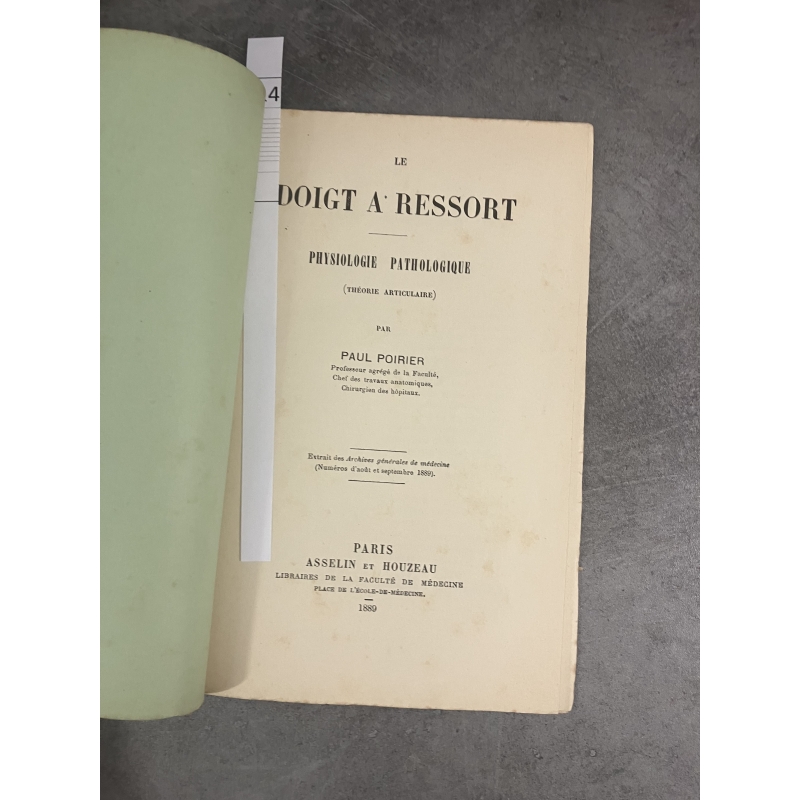 .4
LE
DOIGT A RESSORT
PHYSIOLOGIE PATHOLOGIQUE
(THÉORIE ARTICULAIRE)
PAR
PAUL POIRIER
Professeur agrégé de la Faculté,
Chef des travaux anatomiques,
Chirurgien des hôpitaux.
Extrait des Archives générales de médecine
(Numéros d'août et septembre 1889).
PARIS
ASSELIN ET HOUZEAU
LIBRAIRES DE LA FACULTÉ DE MÉDECINE
PLACE DE L'ÉCOLE-DE-MÉDECINE.
1889